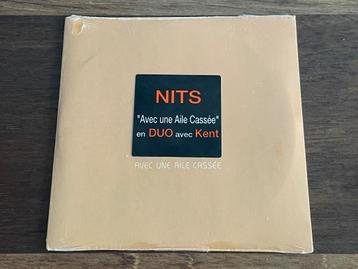 NITS
"Avec une Aile Cassée"
en DUO avec Kent
AVEC UNE AILE CASSÉE